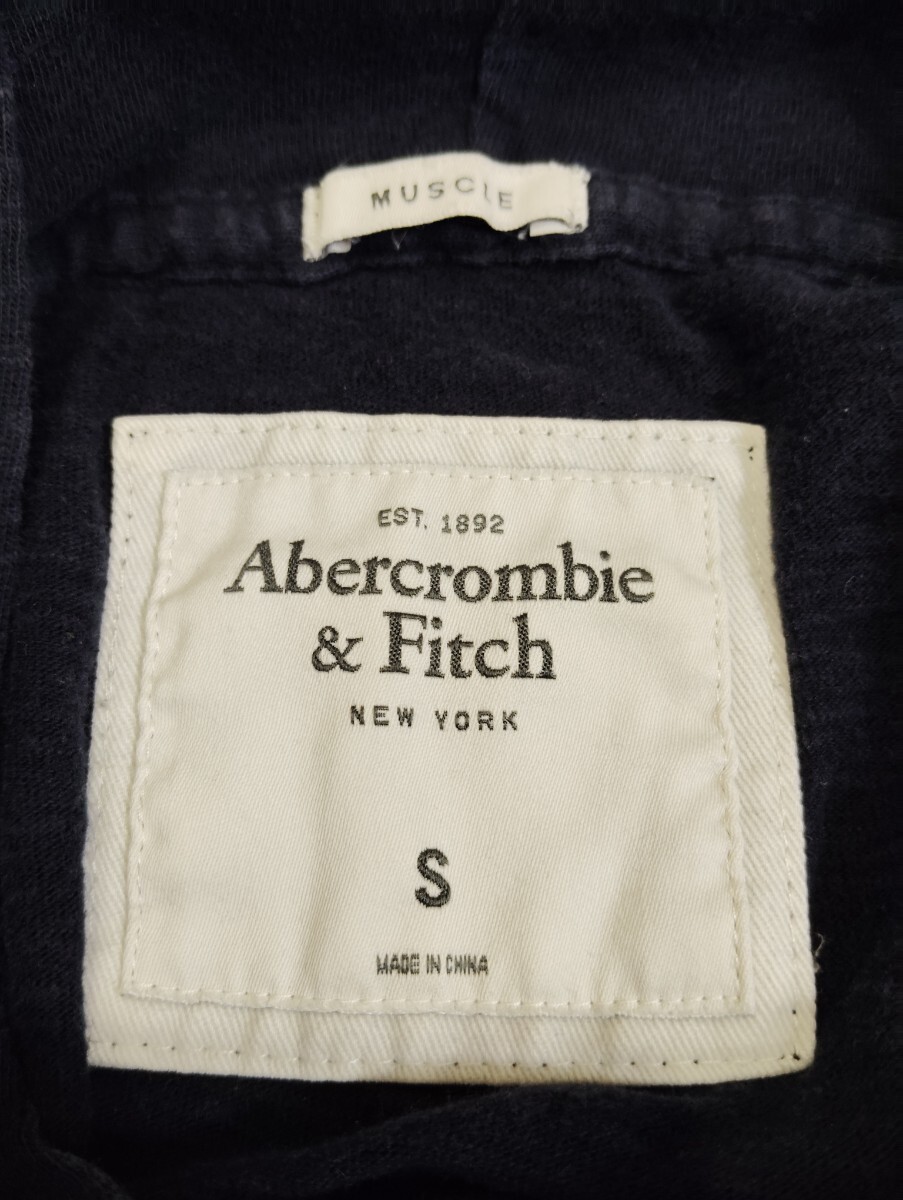 MUSCLE
EST. 1892
Abercrombie
& Fitch
NEW YORK
S
MADE IN CHINA